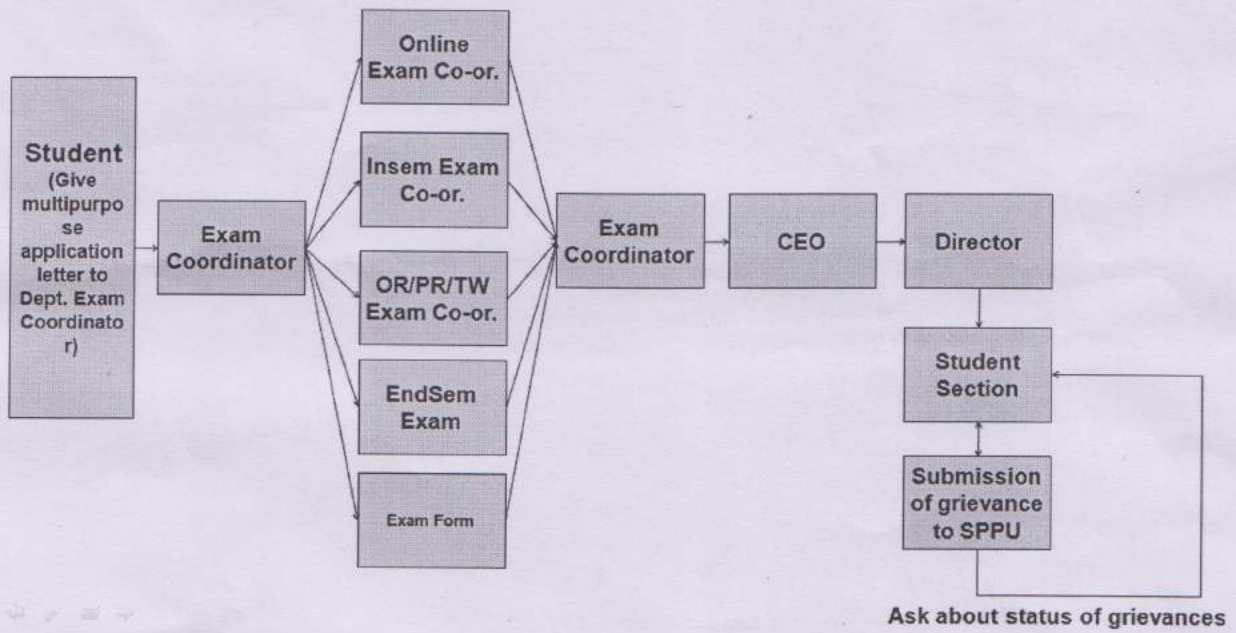 Student
(Give
multipurpo
se
application
letter to
Dept. Exam
Coordinato
r)
Exam
Coordinator
Online
Exam Co-or.
Insem Exam
Co-or.
OR/PR/TW
Exam Co-or.
EndSem
Exam
Exam Form
Exam
Coordinator
CEO
Director
Student
Section
Submission
of grievance
to SPPU
Ask about status of grievances